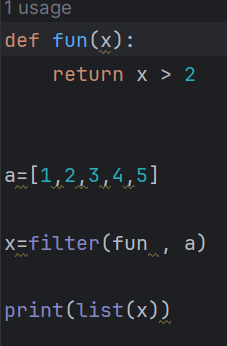 1 usage
def fun(x):
    return x > 2
a=[1,2,3,4,5]
x=filter(fun , a)
print(list(x))